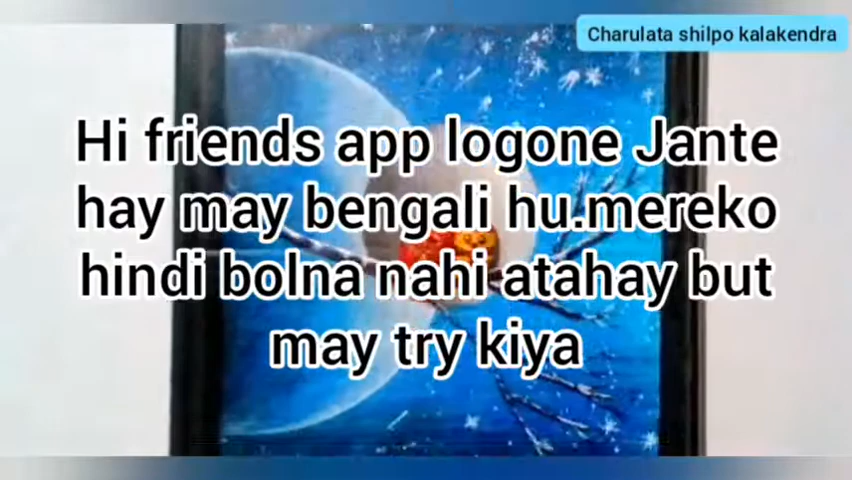 Charulata shilpo kalakendra
Hi friends app logone Jante
hay may bengali hu.mereko
hindi bolna nahi atahay but
may try kiya